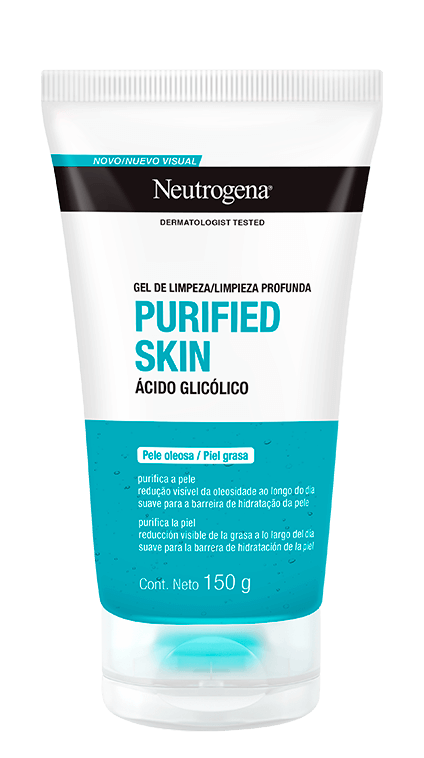 NOVO/NUEVO VISUAL
Neutrogena®
DERMATOLOGIST TESTED
GEL DE LIMPEZA/LIMPIEZA PROFUNDA
PURIFIED
SKIN
ÁCIDO GLICÓLICO
Pele oleosa / Piel grasa
purifica a pele
redução visível da oleosidade ao longo do dia
suave para a barreira de hidratação da pele
purifica la piel
reducción visible de la grasa a lo largo del día
suave para la barrera de hidratación de la piel
Cont. Neto 150 g